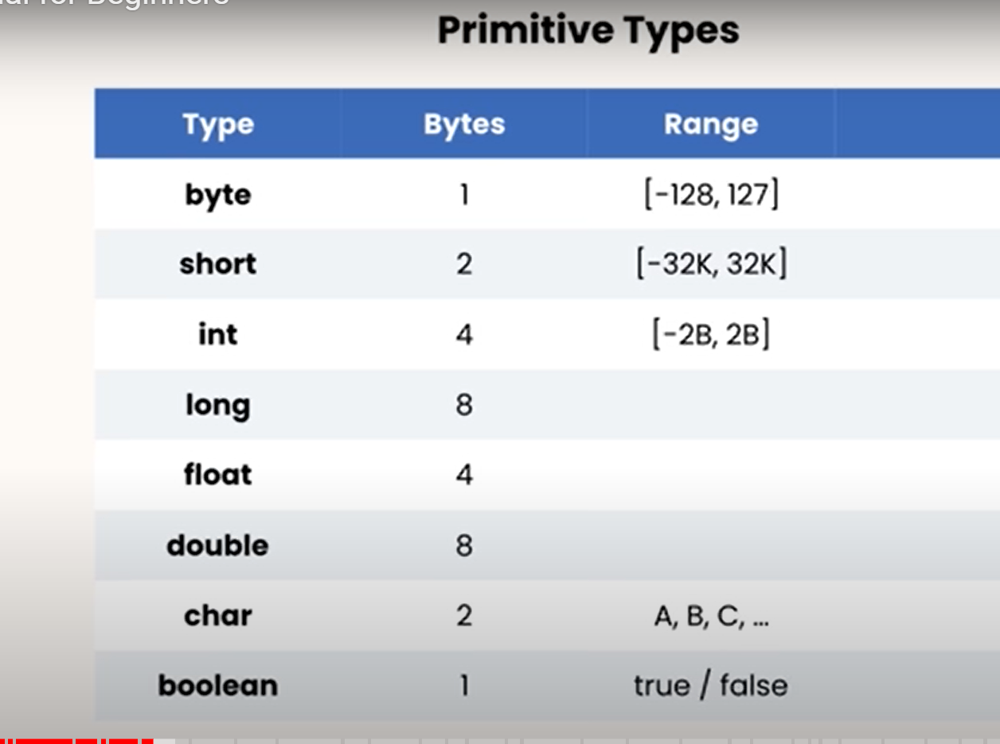 for Beginners
Primitive Types
Type Bytes Range
byte 1 [-128, 127]
short 2 [-32K, 32K]
int 4 [-2B, 2B]
long 8
float 4
double 8
char 2 A, B, C, ...
boolean 1 true / false